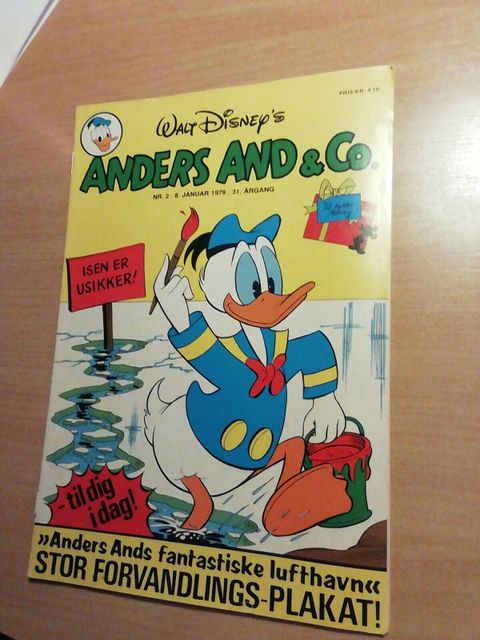 PRIS KR. 4.10
WALT DISNEY'S
ANDERS AND & Co.
NR. 2 · 8. JANUAR 1979 · 31. ÅRGANG
ISEN ER
USIKKER!
- til dig
i dag!
»Anders Ands fantastiske lufthavn«
STOR FORVANDLINGS-PLAKAT!